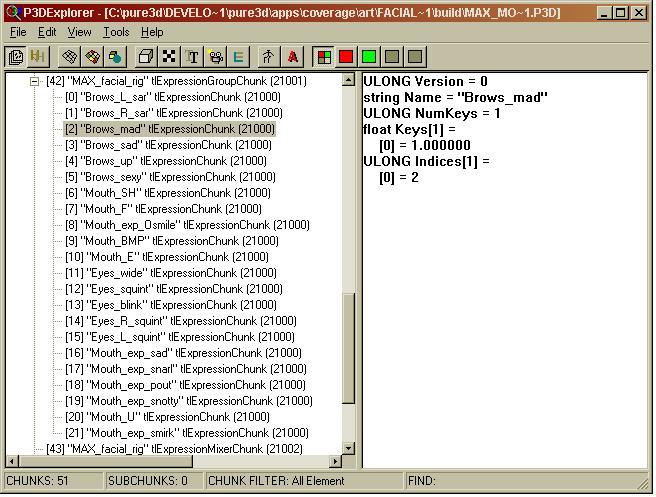 P3DExplorer - [C:\pure3d\DEVELO~1\pure3d\apps\coverage\art\FACIAL~1\build\MAX_MO~1.P3D]
File Edit View Tools Help
[42] "MAX_facial_rig" tlExpressionGroupChunk (21001)
[0] "Brows_L_sar" tlExpressionChunk (21000)
[1] "Brows_R_sar" tlExpressionChunk (21000)
[2] "Brows_mad" tlExpressionChunk (21000)
[3] "Brows_sad" tlExpressionChunk (21000)
[4] "Brows_up" tlExpressionChunk (21000)
[5] "Brows_sexy" tlExpressionChunk (21000)
[6] "Mouth_SH" tlExpressionChunk (21000)
[7] "Mouth_F" tlExpressionChunk (21000)
[8] "Mouth_exp_Osmile" tlExpressionChunk (21000)
[9] "Mouth_BMP" tlExpressionChunk (21000)
[10] "Mouth_E" tlExpressionChunk (21000)
[11] "Eyes_wide" tlExpressionChunk (21000)
[12] "Eyes_squint" tlExpressionChunk (21000)
[13] "Eyes_blink" tlExpressionChunk (21000)
[14] "Eyes_R_squint" tlExpressionChunk (21000)
[15] "Eyes_L_squint" tlExpressionChunk (21000)
[16] "Mouth_exp_sad" tlExpressionChunk (21000)
[17] "Mouth_exp_snarl" tlExpressionChunk (21000)
[18] "Mouth_exp_pout" tlExpressionChunk (21000)
[19] "Mouth_exp_snotty" tlExpressionChunk (21000)
[20] "Mouth_U" tlExpressionChunk (21000)
[21] "Mouth_exp_smirk" tlExpressionChunk (21000)
[43] "MAX_facial_rig" tlExpressionMixerChunk (21002)
ULONG Version = 0
string Name = "Brows_mad"
ULONG NumKeys = 1
float Keys[1] =
[0] = 1.000000
ULONG Indices[1] =
[0] = 2
CHUNKS: 51 SUBCHUNKS: 0 CHUNK FILTER: All Element FIND: